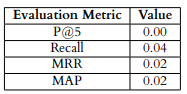 Evaluation Metric Value
P@5 0.00
Recall 0.04
MRR 0.02
MAP 0.02